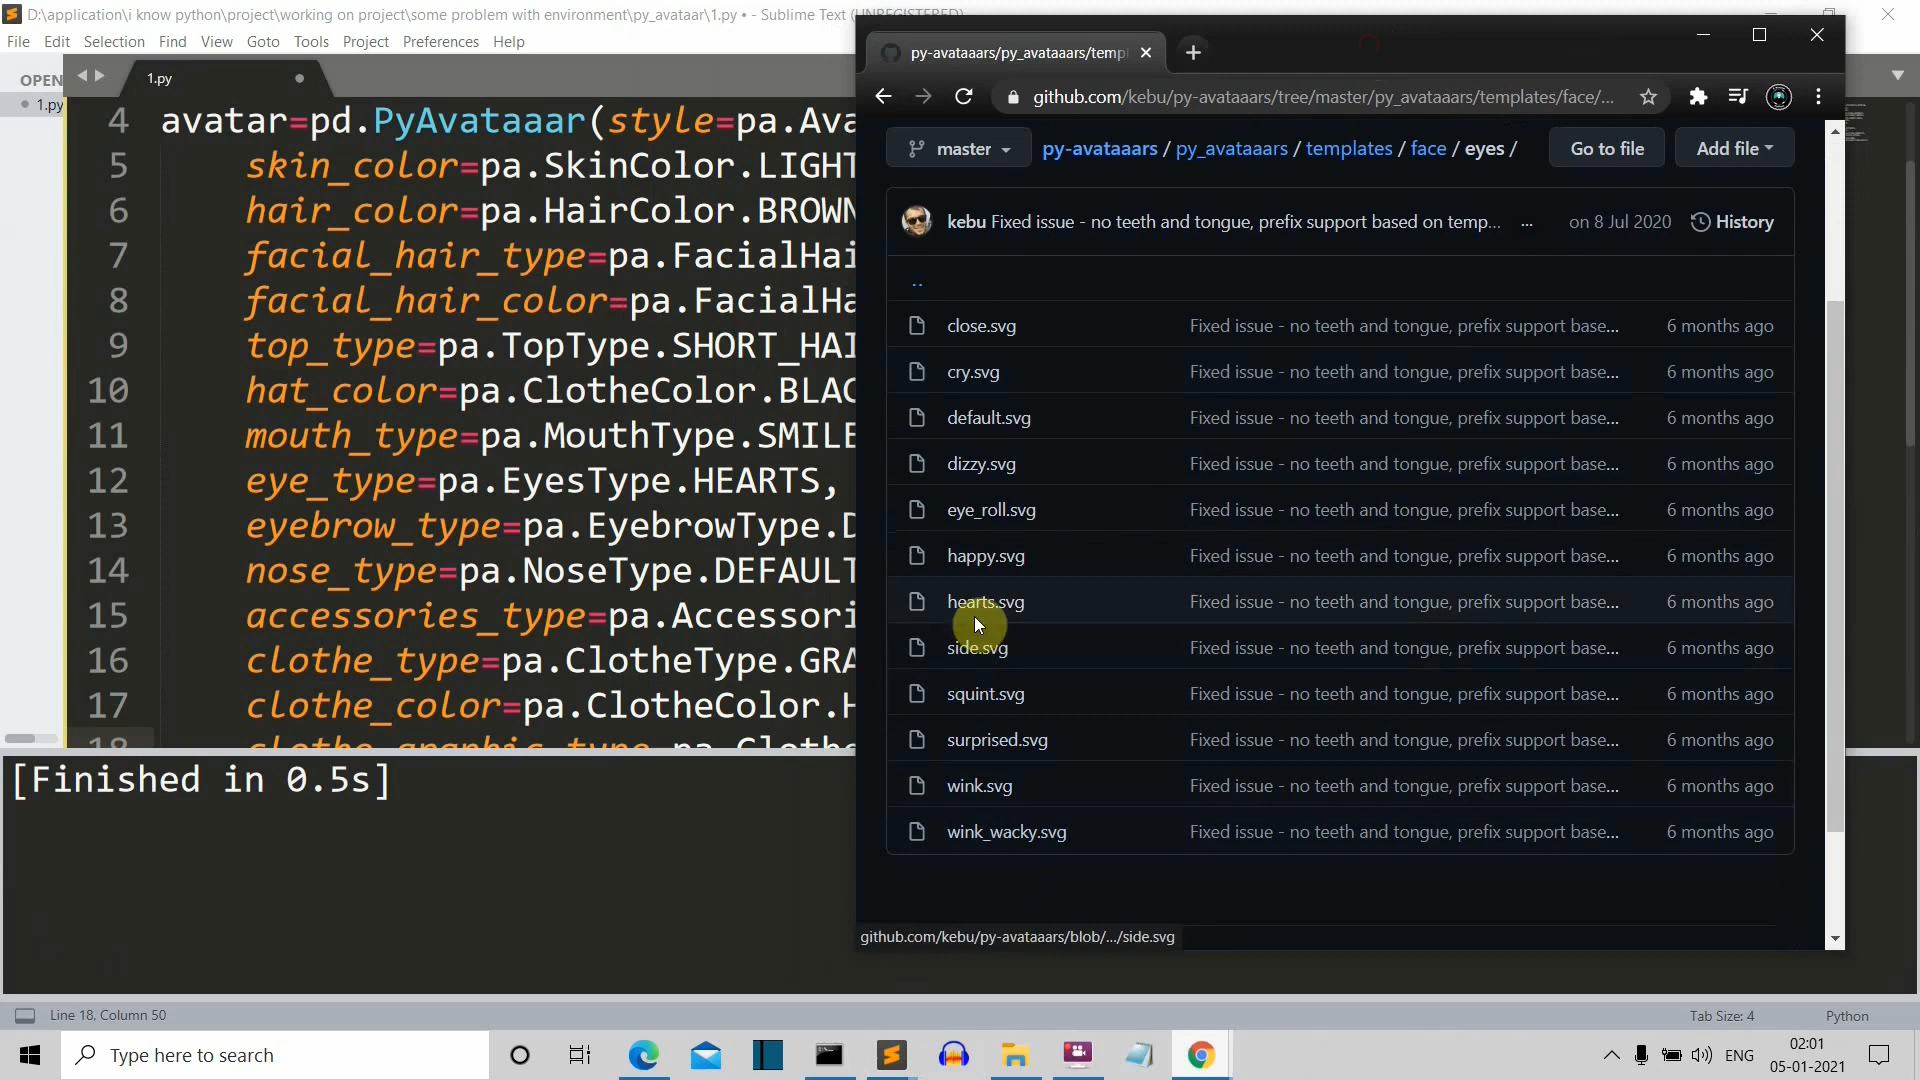 D:\application\i know python\project\working on project\some problem with environment\py_avataar\1.py • - Sublime Text (UNREGISTERED)
File Edit Selection Find View Goto Tools Project Preferences Help
OPEN
1.py
1.py
4 avatar=pd.PyAvataaar(style=pa.Ava
5 skin_color=pa.SkinColor.LIGHT
6 hair_color=pa.HairColor.BROWN
7 facial_hair_type=pa.FacialHai
8 facial_hair_color=pa.FacialHa
9 top_type=pa.TopType.SHORT_HAI
10 hat_color=pa.ClotheColor.BLAC
11 mouth_type=pa.MouthType.SMILE
12 eye_type=pa.EyesType.HEARTS,
13 eyebrow_type=pa.EyebrowType.D
14 nose_type=pa.NoseType.DEFAULT
15 accessories_type=pa.Accessori
16 clothe_type=pa.ClotheType.GRA
17 clothe_color=pa.ClotheColor.H
18 clothe_graphic_type=pa.Clothe
[Finished in 0.5s]
py-avataaars/py_avataaars/templ
github.com/kebu/py-avataaars/tree/master/py_avataaars/templates/face/...
master py-avataaars / py_avataaars / templates / face / eyes / Go to file Add file
kebu Fixed issue - no teeth and tongue, prefix support based on temp... ... on 8 Jul 2020 History
..
close.svg Fixed issue - no teeth and tongue, prefix support base... 6 months ago
cry.svg Fixed issue - no teeth and tongue, prefix support base... 6 months ago
default.svg Fixed issue - no teeth and tongue, prefix support base... 6 months ago
dizzy.svg Fixed issue - no teeth and tongue, prefix support base... 6 months ago
eye_roll.svg Fixed issue - no teeth and tongue, prefix support base... 6 months ago
happy.svg Fixed issue - no teeth and tongue, prefix support base... 6 months ago
hearts.svg Fixed issue - no teeth and tongue, prefix support base... 6 months ago
side.svg Fixed issue - no teeth and tongue, prefix support base... 6 months ago
squint.svg Fixed issue - no teeth and tongue, prefix support base... 6 months ago
surprised.svg Fixed issue - no teeth and tongue, prefix support base... 6 months ago
wink.svg Fixed issue - no teeth and tongue, prefix support base... 6 months ago
wink_wacky.svg Fixed issue - no teeth and tongue, prefix support base... 6 months ago
github.com/kebu/py-avataaars/blob/.../side.svg
Line 18, Column 50 Tab Size: 4 Python
Type here to search
ENG
02:01
05-01-2021